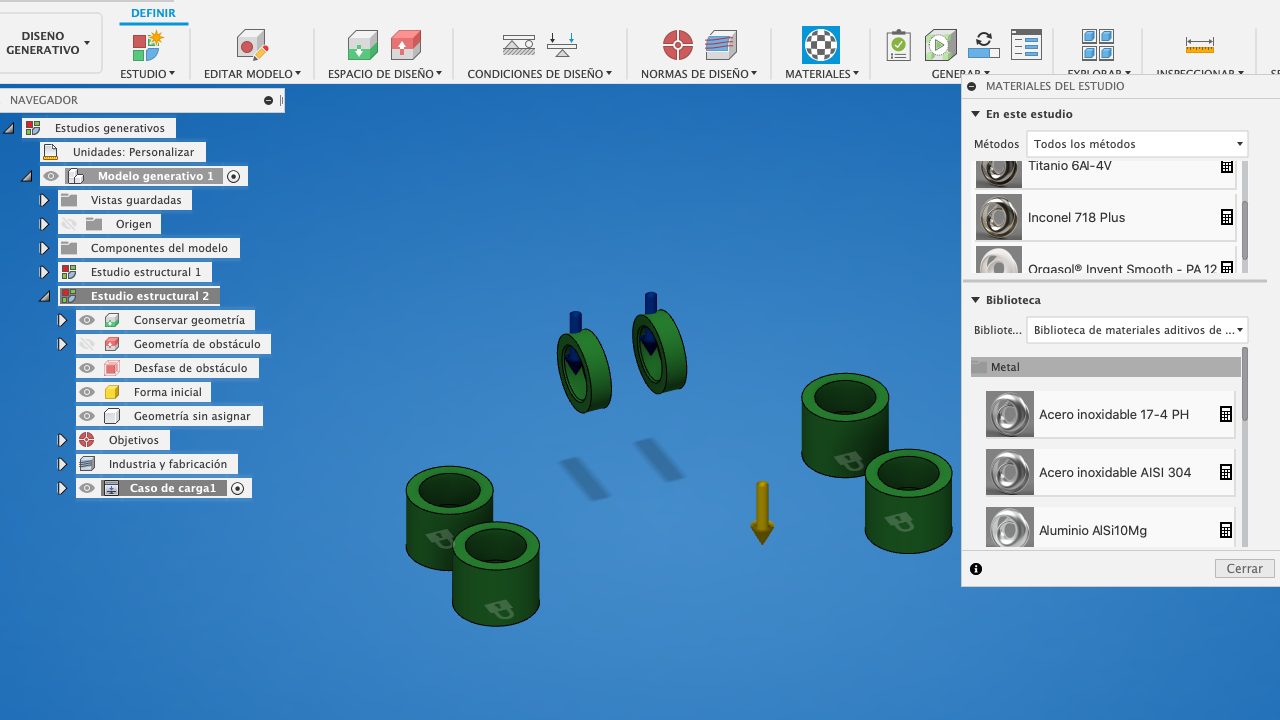 DEFINIR
DISEÑO
GENERATIVO
ESTUDIO
EDITAR MODELO
ESPACIO DE DISEÑO
CONDICIONES DE DISEÑO
NORMAS DE DISEÑO
MATERIALES
GENERAR
EXPLORAR
INSPECCIONAR
NAVEGADOR
Estudios generativos
Unidades: Personalizar
Modelo generativo 1
Vistas guardadas
Origen
Componentes del modelo
Estudio estructural 1
Estudio estructural 2
Conservar geometría
Geometría de obstáculo
Desfase de obstáculo
Forma inicial
Geometría sin asignar
Objetivos
Industria y fabricación
Caso de carga1
MATERIALES DEL ESTUDIO
En este estudio
Métodos Todos los métodos
Titanio 6Al-4V
Inconel 718 Plus
Orgasol® Invent Smooth - PA 12
Biblioteca
Bibliote... Biblioteca de materiales aditivos de ...
Metal
Acero inoxidable 17-4 PH
Acero inoxidable AISI 304
Aluminio AlSi10Mg
Cerrar